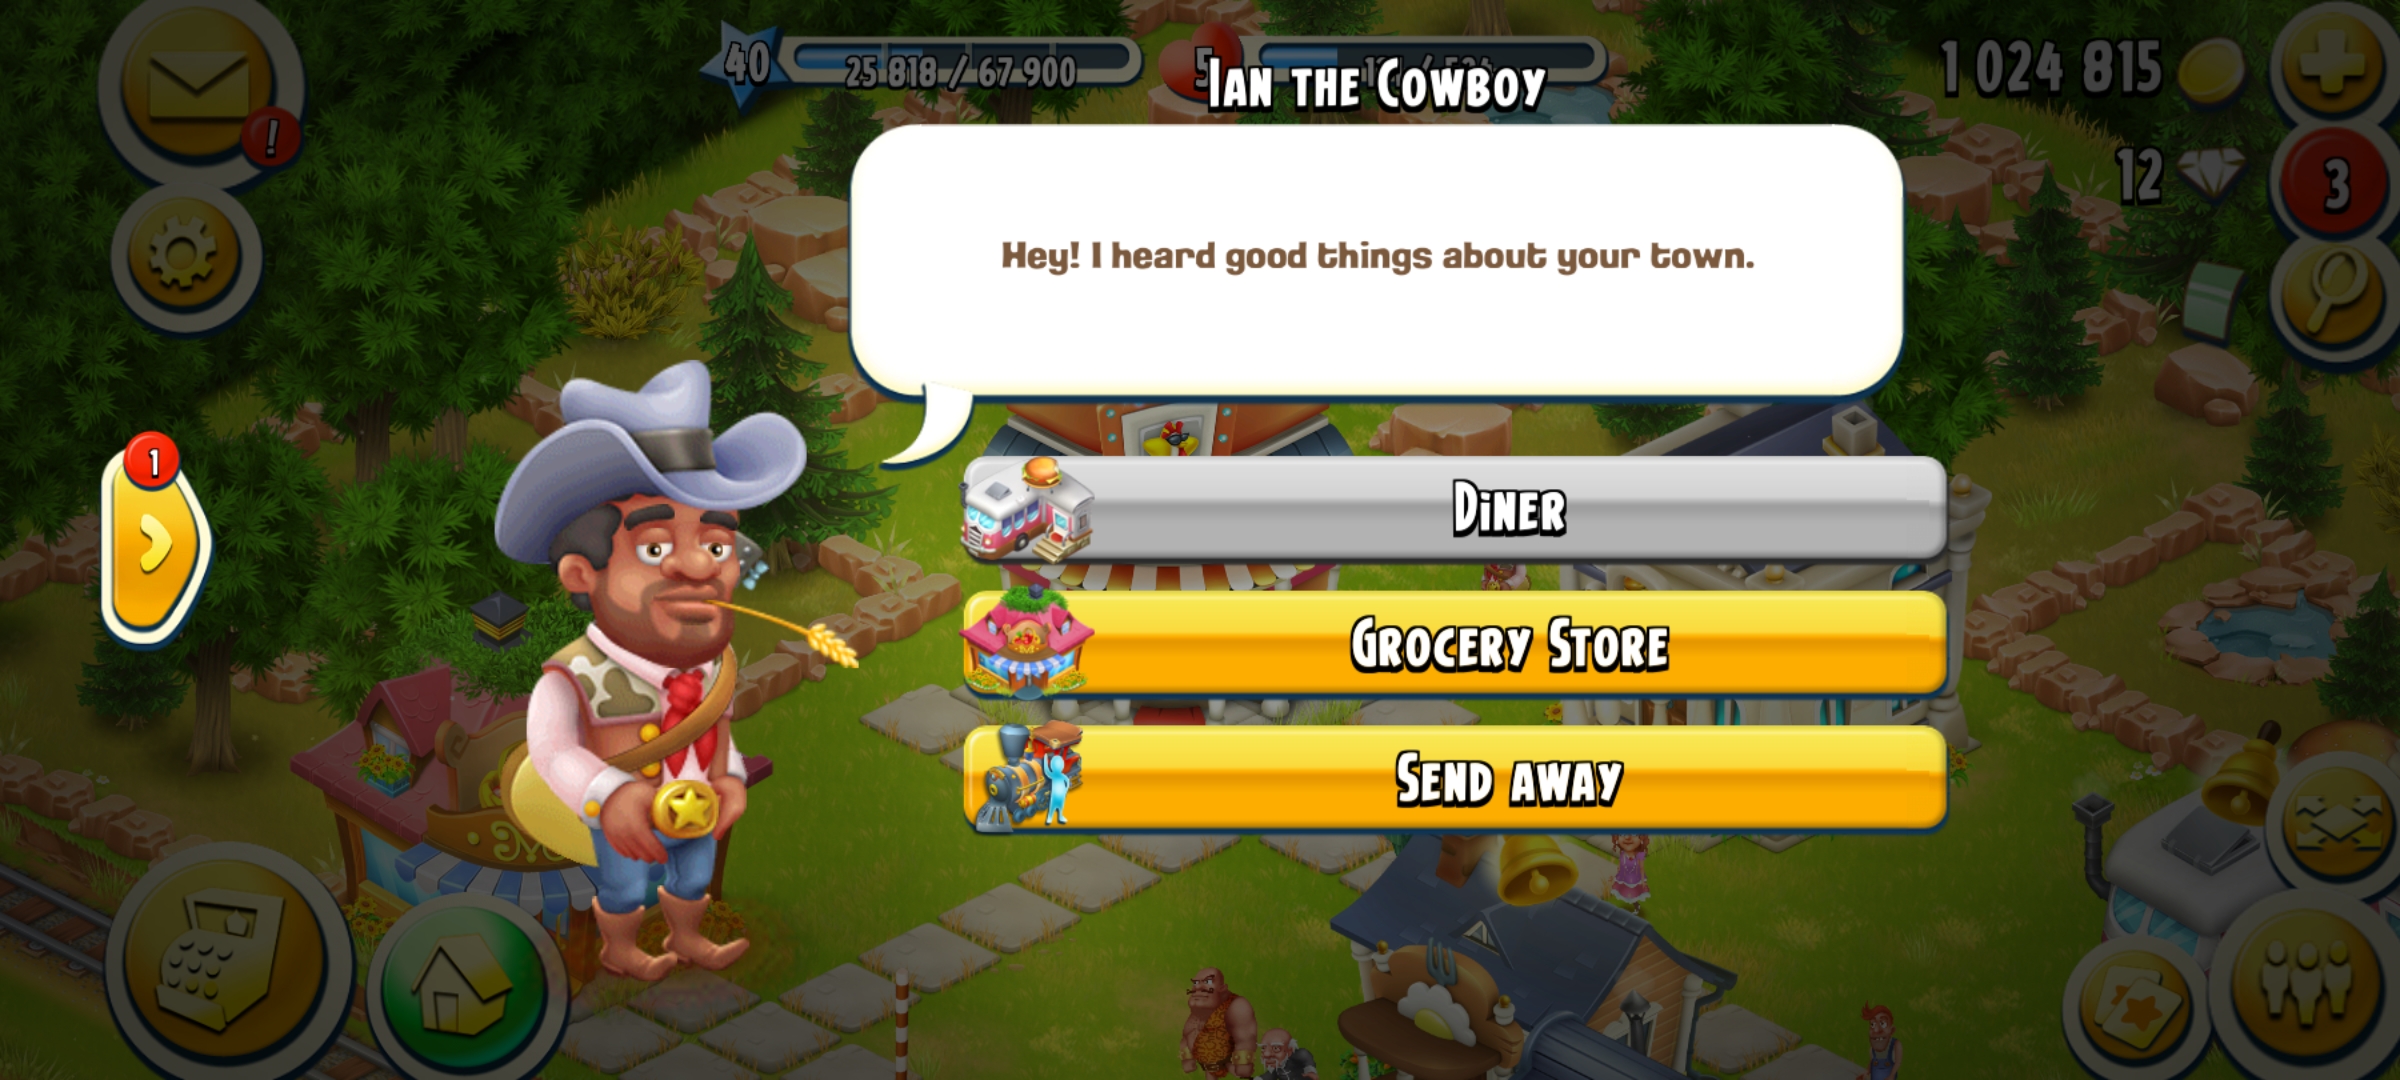 40
25 818 / 67 900
5
Ian the Cowboy
1 024 815
12
3
!
Hey! I heard good things about your town.
1
Diner
Grocery Store
Send away